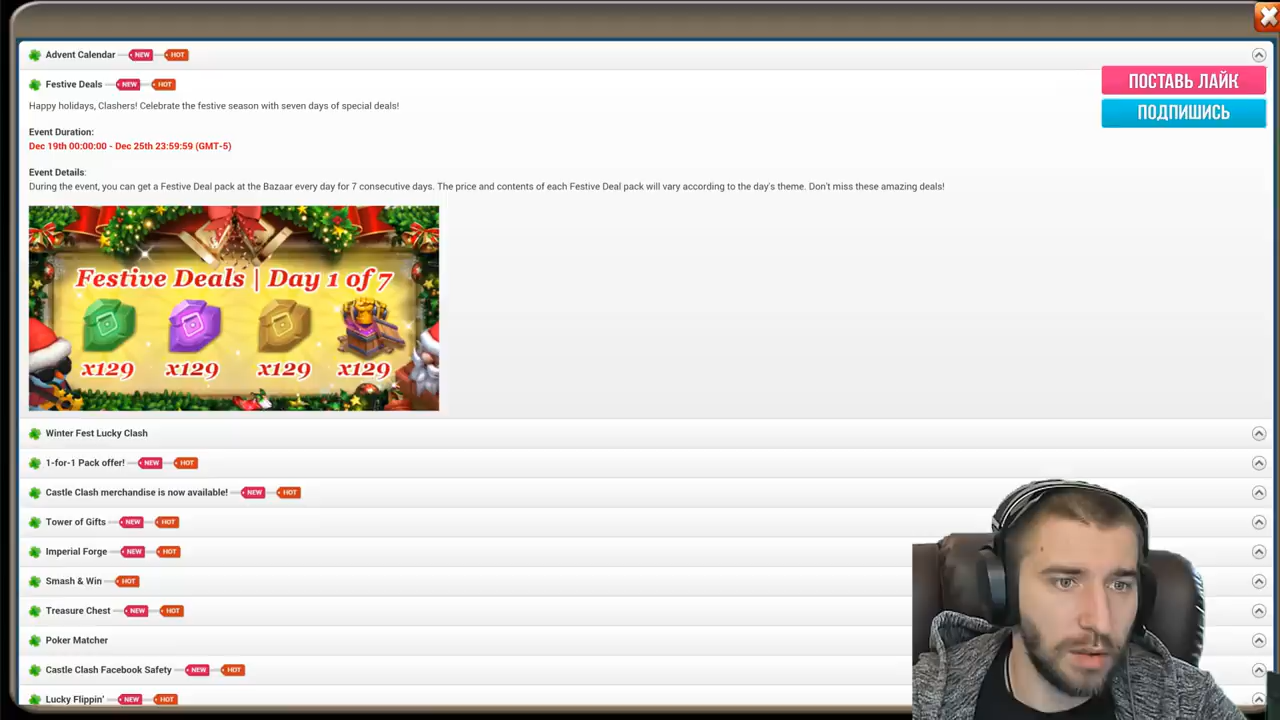 Advent Calendar NEW HOT
Festive Deals NEW HOT
ПОСТАВЬ ЛАЙК
Happy holidays, Clashers! Celebrate the festive season with seven days of special deals!
ПОДПИШИСЬ
Event Duration:
Dec 19th 00:00:00 - Dec 25th 23:59:59 (GMT-5)
Event Details:
During the event, you can get a Festive Deal pack at the Bazaar every day for 7 consecutive days. The price and contents of each Festive Deal pack will vary according to the day's theme. Don't miss these amazing deals!
Festive Deals | Day 1 of 7
x129 x129 x129 x129
Winter Fest Lucky Clash
1-for-1 Pack offer! NEW HOT
Castle Clash merchandise is now available! NEW HOT
Tower of Gifts NEW HOT
Imperial Forge NEW HOT
Smash & Win HOT
Treasure Chest NEW HOT
Poker Matcher
Castle Clash Facebook Safety NEW HOT
Lucky Flippin' NEW HOT